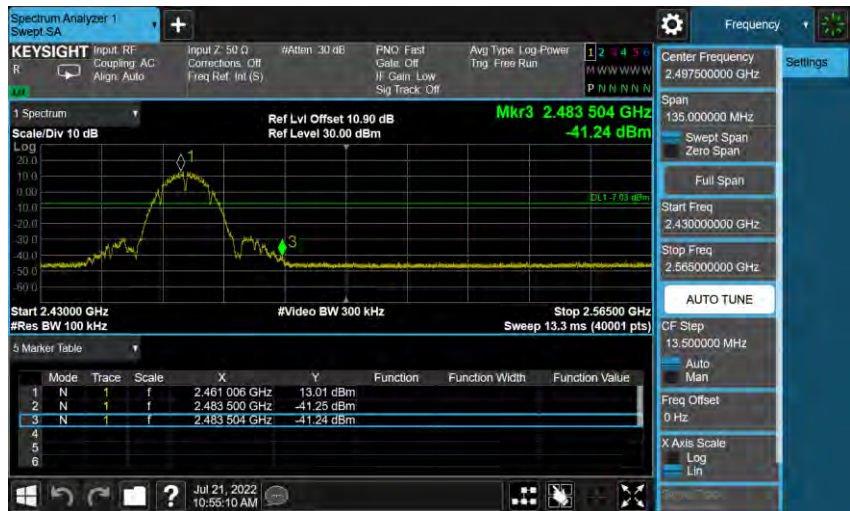 Spectrum Analyzer 1
Swept SA
+
Frequency
KEYSIGHT
R
Input: RF
Coupling: AC
Align: Auto
Input Z: 50 Ω
Corrections: Off
Freq Ref: Int (S)
#Atten: 30 dB
PNO: Fast
Gate: Off
IF Gain: Low
Sig Track: Off
Avg Type: Log-Power
Trig: Free Run
1 2 3 4 5 6
M W W W W W
P N N N N N
1 Spectrum
Scale/Div 10 dB
Ref Lvl Offset 10.90 dB
Ref Level 30.00 dBm
Mkr3 2.483 504 GHz
-41.24 dBm
Log
20.0
10.0
0.00
-10.0
-20.0
-30.0
-40.0
-50.0
-60.0
1
3
DL1 -7.03 dBm
Start 2.43000 GHz
#Res BW 100 kHz
#Video BW 300 kHz
Stop 2.56500 GHz
Sweep 13.3 ms (40001 pts)
5 Marker Table
Mode Trace Scale X Y Function Function Width Function Value
1 N 1 f 2.461 006 GHz 13.01 dBm
2 N 1 f 2.483 500 GHz -41.25 dBm
3 N 1 f 2.483 504 GHz -41.24 dBm
4
5
6
?
Jul 21, 2022
10:55:10 AM
Center Frequency
2.497500000 GHz
Settings
Span
135.000000 MHz
Swept Span
Zero Span
Full Span
Start Freq
2.430000000 GHz
Stop Freq
2.565000000 GHz
AUTO TUNE
CF Step
13.500000 MHz
Auto
Man
Freq Offset
0 Hz
X Axis Scale
Log
Lin